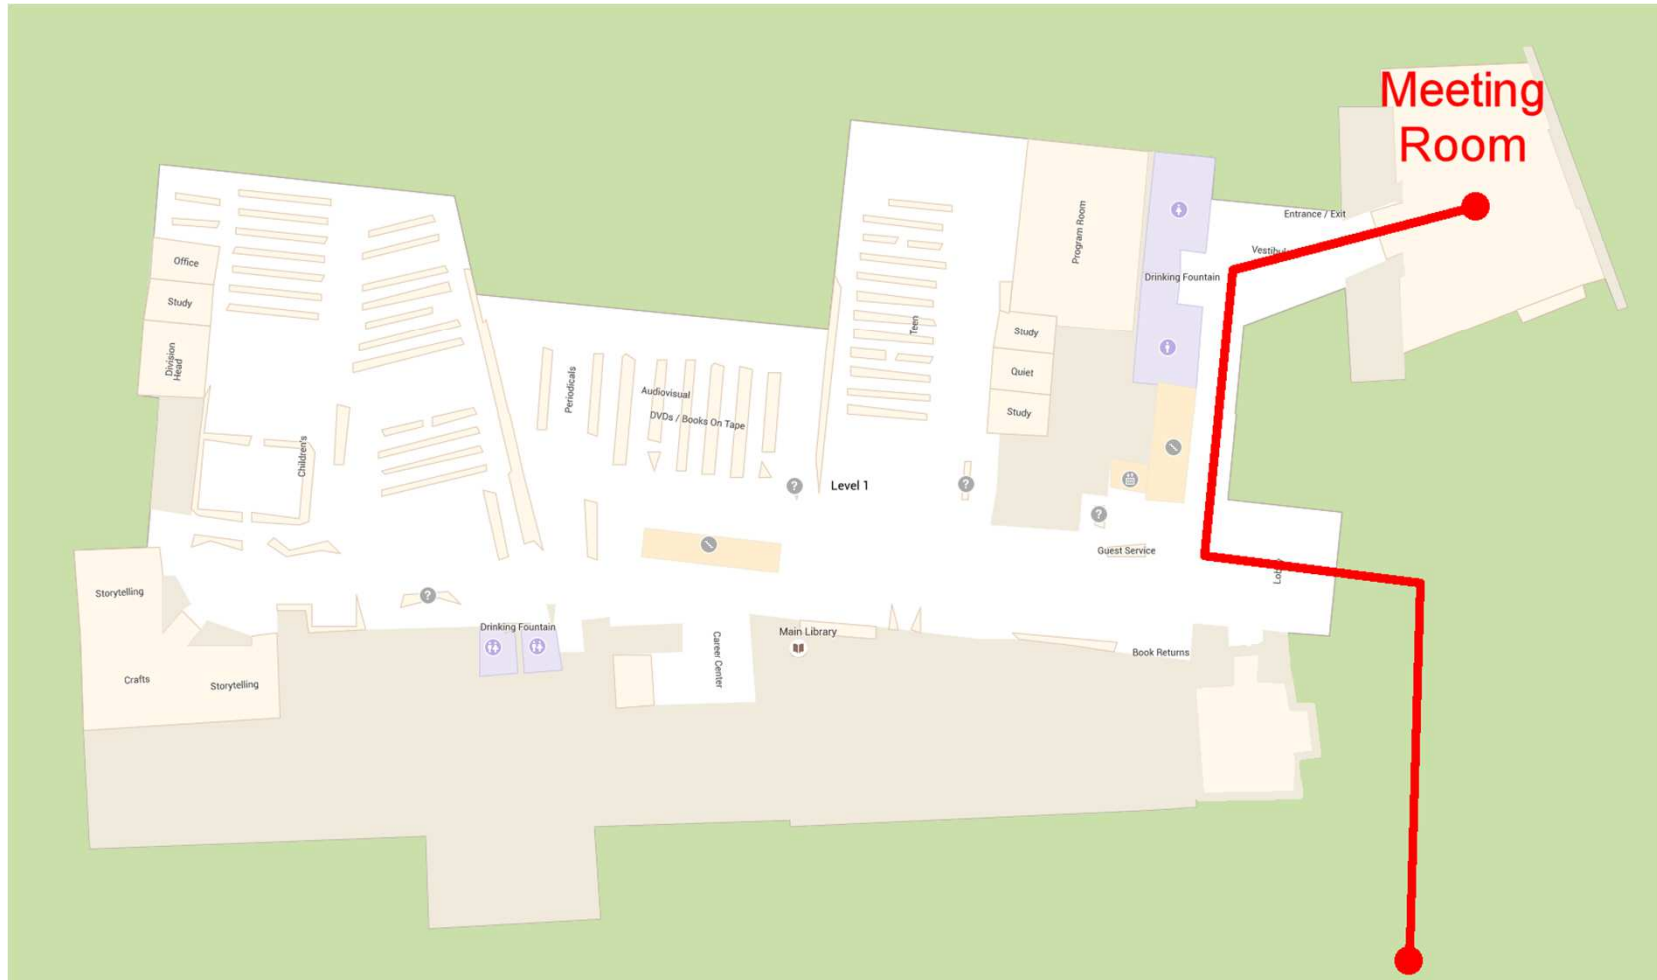 Meeting
Room
Entrance / Exit
Program Room
Office
Drinking Fountain
Study
Teen
Study
Division
Head
Periodicals
Quiet
Audiovisual
Study
DVDs / Books On Tape
Children's
Level 1
Guest Service
Storytelling
Drinking Fountain
Main Library
Career Center
Book Returns
Crafts
Storytelling